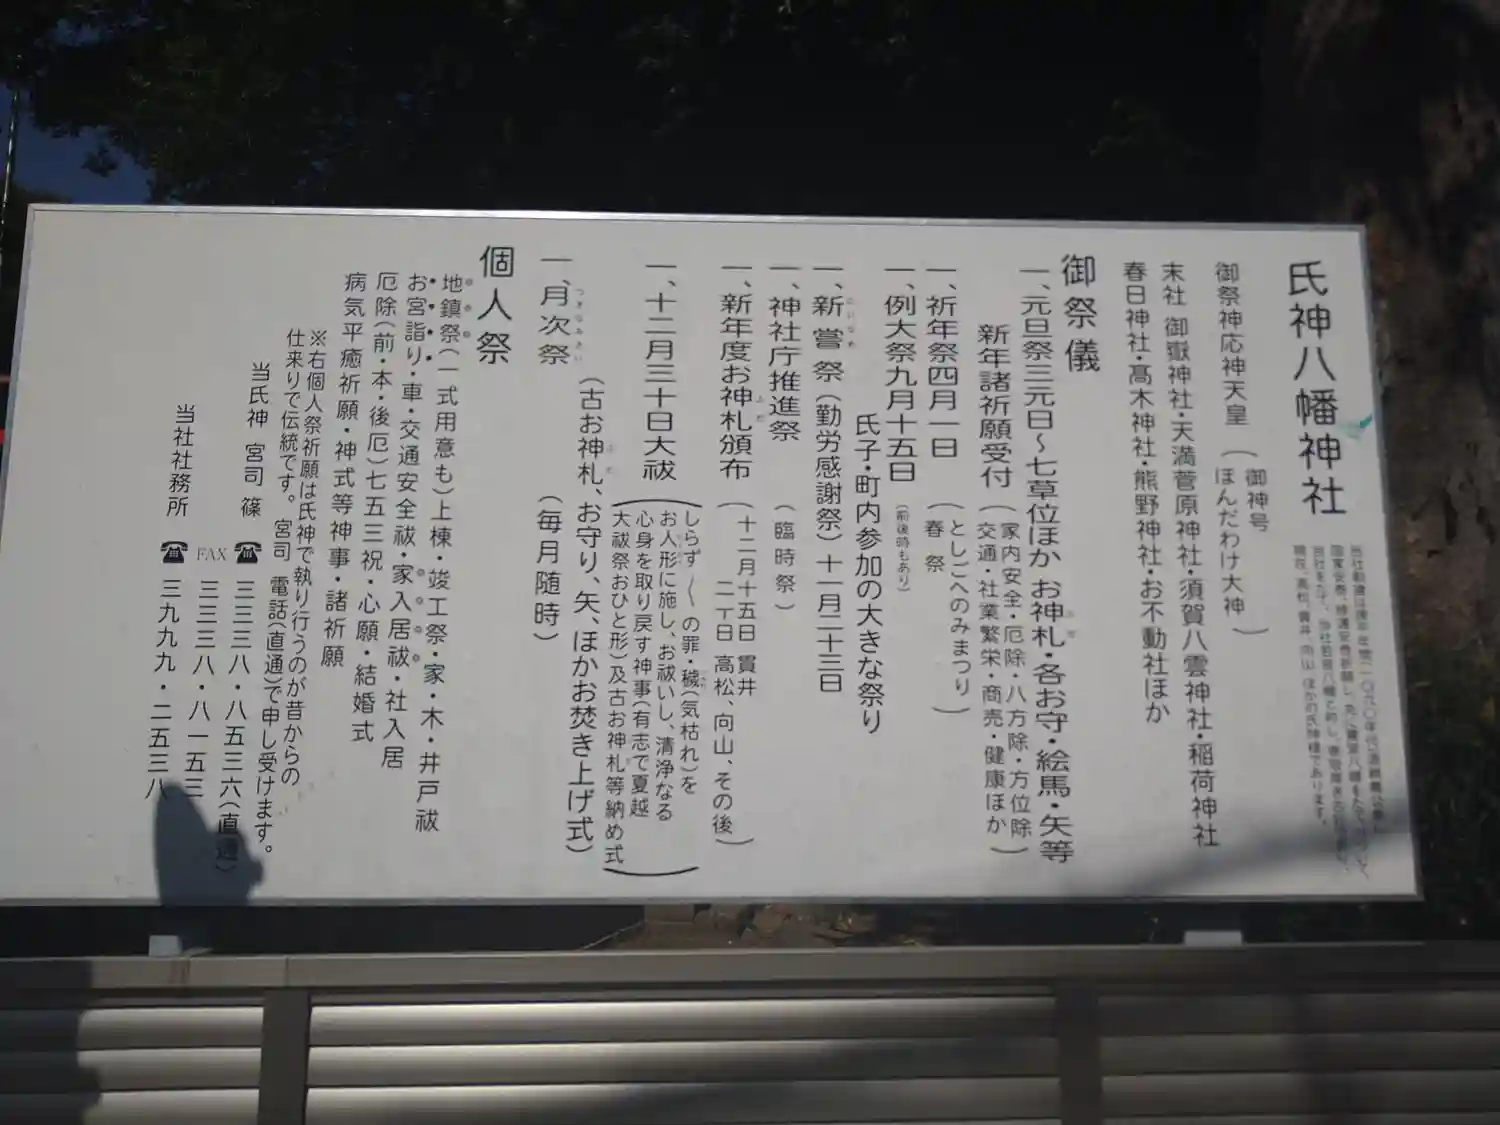 氏神八幡神社
御祭神応神天皇
御神号
(ほんだわけ大神)
末社 御嶽神社・天満菅原神社・須賀八雲神社・稲荷神社
春日神社・髙木神社・熊野神社・お不動社ほか
御祭儀
一、元旦祭三元日〜七草位ほか お神札・各お守・絵馬・矢等
新年諸祈願受付
(家内安全・厄除・八方除・方位除
交通・社業繁栄・商売・健康ほか)
一、祈年祭四月一日
(としごへのみまつり)
春 祭
一、例大祭九月十五日
(前後時もあり)
氏子・町内参加の大きな祭り
一、新嘗祭(勤労感謝祭)十一月二十三日
一、神社庁推進祭
(臨時祭)
一、新年度お神札頒布
(十二月十五日 貫井
二十日 高松、向山、その後)
一、十二月三十日大祓
(しらず〱の罪・穢(気枯れ)を
お人形に施し、お祓いし、清浄なる
心身を取り戻す神事(有志で夏越
大祓祭おひと形)及古お神札等納め式)
(古お神札、お守り、矢、ほかお焚き上げ式)
一、月次祭
(毎月随時)
個人祭
地鎮祭(一式用意も)上棟・竣工祭・家・木・井戸祓
お宮詣り・車・交通安全祓・家入居祓・社入居
厄除(前・本・後厄)七五三祝・心願・結婚式
病気平癒祈願・神式等神事・諸祈願
※右個人祭祈願は氏神で執り行うのが昔からの
仕来りで伝統です。宮司 電話(直通)で申し受けます。
当氏神 宮司 篠 ☎ 三三三八・八五三六(直通)
FAX 三三三八・八一五三
当社社務所 ☎ 三九九九・二五三八